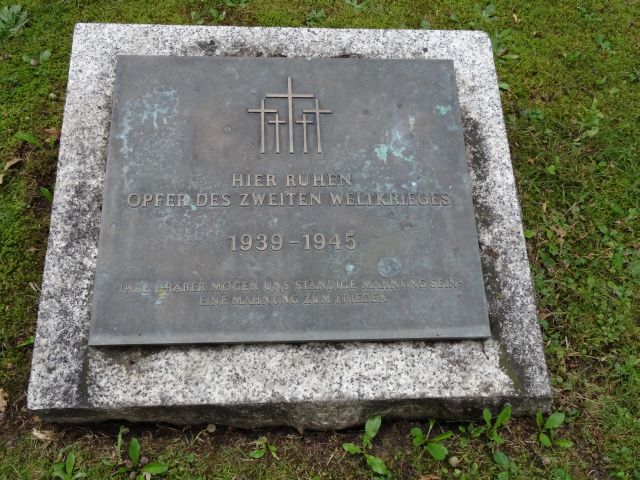 HIER RUHEN
OPFER DES ZWEITEN WELTKRIEGES
1939-1945
IHRE GRÄBER MÖGEN UNS STÄNDIGE MAHNUNG SEIN-
EINE MAHNUNG ZUM FRIEDEN